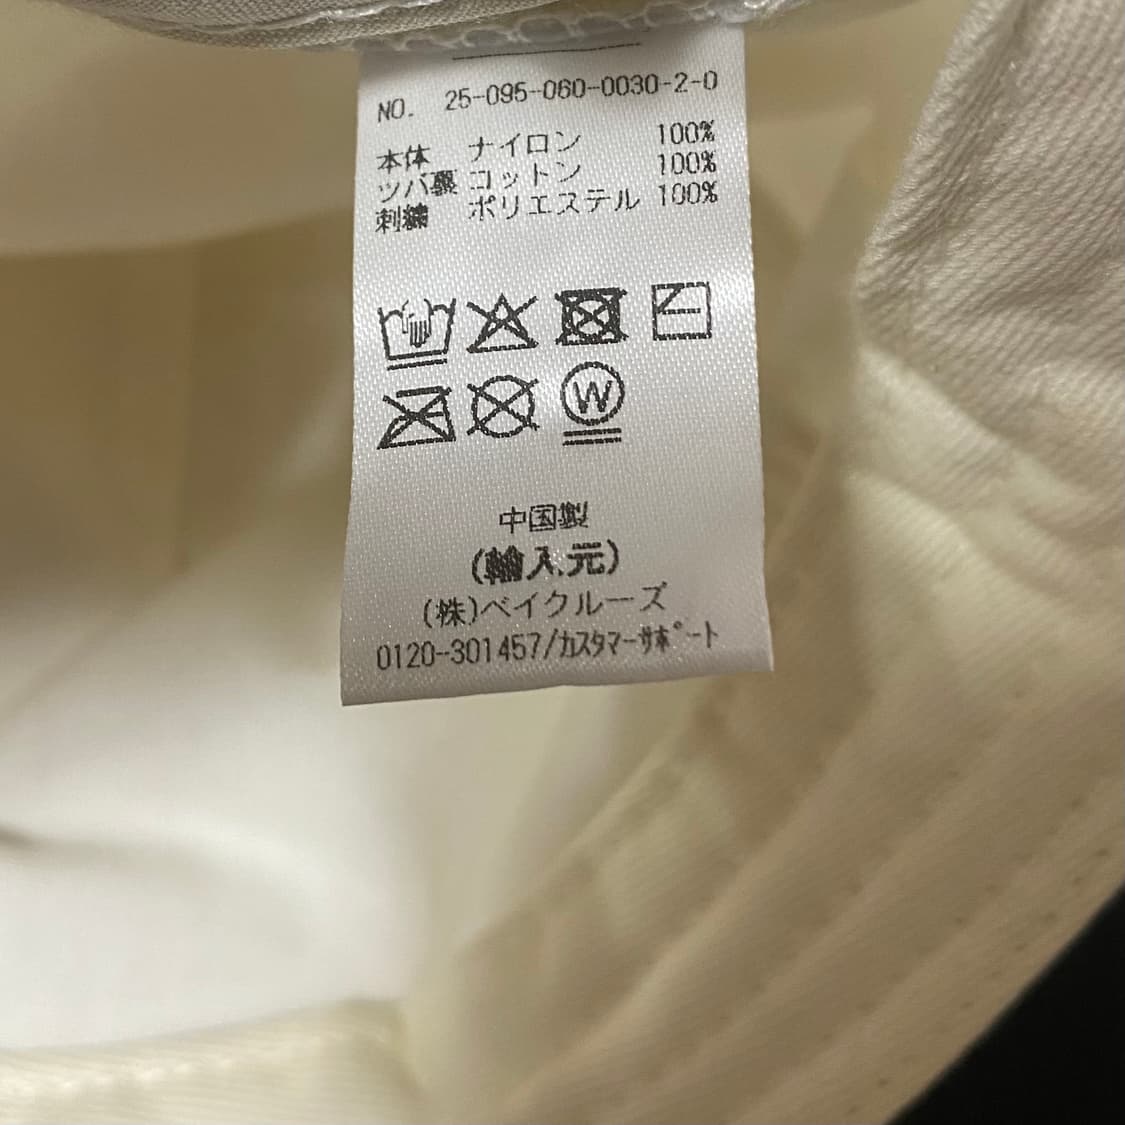 NO. 25-095-060-0030-2-0
本体 ナイロン 100%
ツバ裏 コットン 100%
刺繍 ポリエステル 100%
W
中国製
(輸入元)
(株)ベイクルーズ
0120-301457/ｶｽﾀﾏｰｻﾎﾟｰﾄ